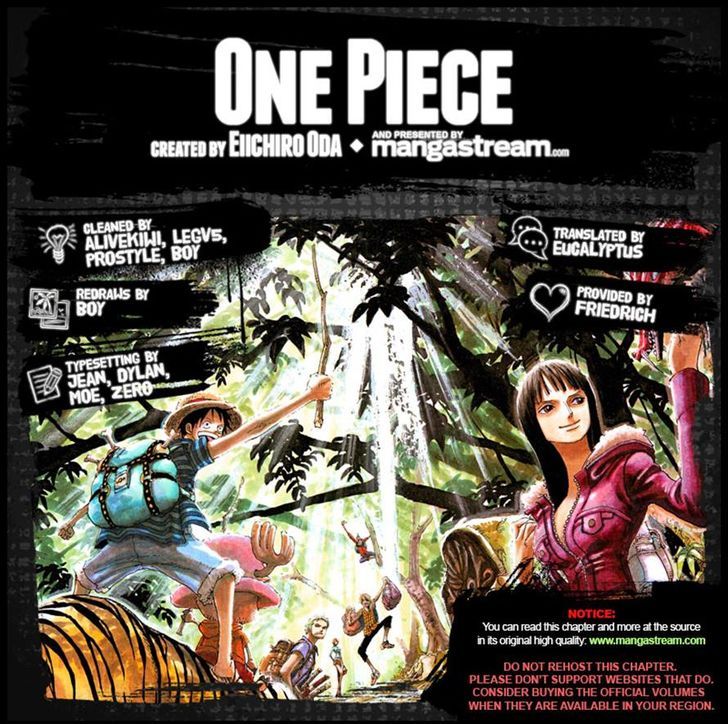 ONE PIECE
CREATED BY EIICHIRO ODA ◆ AND PRESENTED BY mangastream.com
CLEANED BY
ALIVEKIWI, LEGV5,
PROSTYLE, BOY
REDRAWS BY
BOY
TYPESETTING BY
JEAN, DYLAN,
MOE, ZERO
TRANSLATED BY
EUCALYPTUS
PROVIDED BY
FRIEDRICH
NOTICE:
You can read this chapter and more at the source
in its original high quality: www.mangastream.com
DO NOT REHOST THIS CHAPTER.
PLEASE DON'T SUPPORT WEBSITES THAT DO.
CONSIDER BUYING THE OFFICIAL VOLUMES
WHEN THEY ARE AVAILABLE IN YOUR REGION.